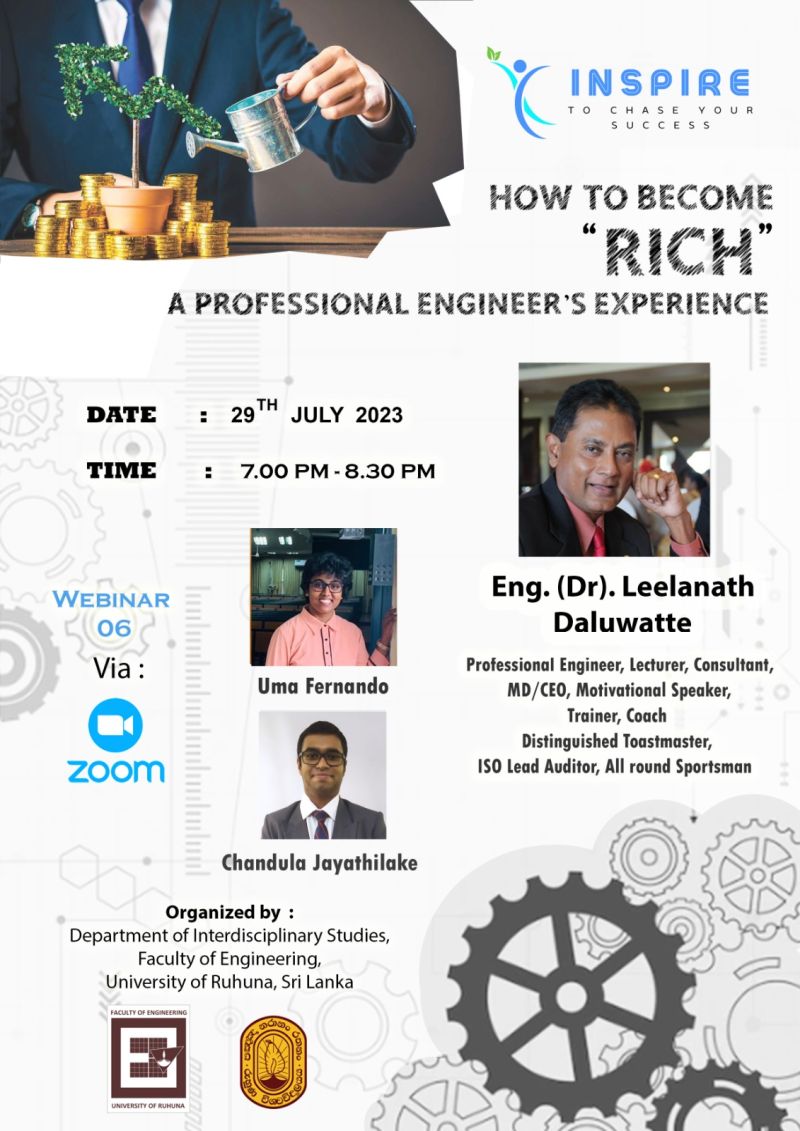 INSPIRE
TO CHASE YOUR
SUCCESS
HOW TO BECOME
“RICH”
A PROFESSIONAL ENGINEER’S EXPERIENCE
DATE : 29TH JULY 2023
TIME : 7.00 PM - 8.30 PM
Eng. (Dr). Leelanath
Daluwatte
Professional Engineer, Lecturer, Consultant,
MD/CEO, Motivational Speaker,
Trainer, Coach
Distinguished Toastmaster,
ISO Lead Auditor, All round Sportsman
WEBINAR
06
Via :
zoom
Uma Fernando
Chandula Jayathilake
Organized by :
Department of Interdisciplinary Studies,
Faculty of Engineering,
University of Ruhuna, Sri Lanka
FACULTY OF ENGINEERING
UNIVERSITY OF RUHUNA